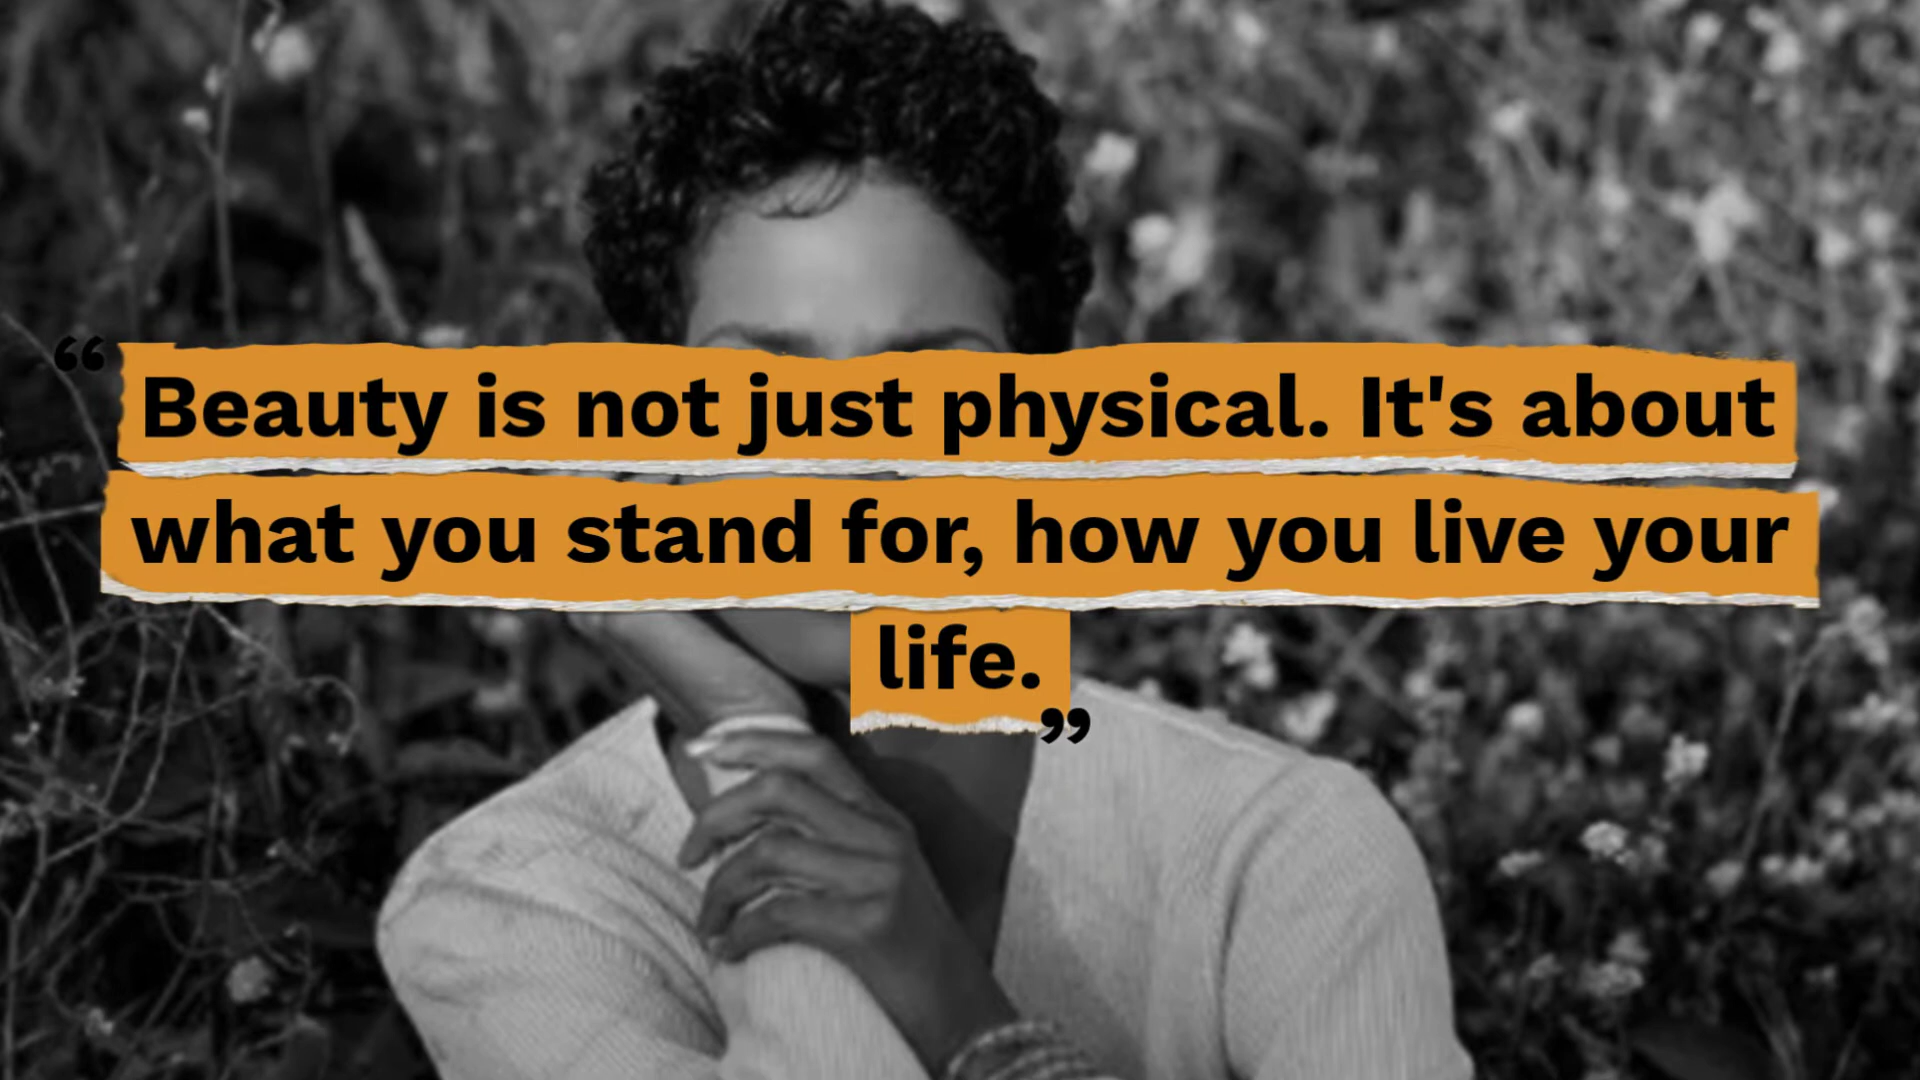 “Beauty is not just physical. It's about
what you stand for, how you live your
life.”